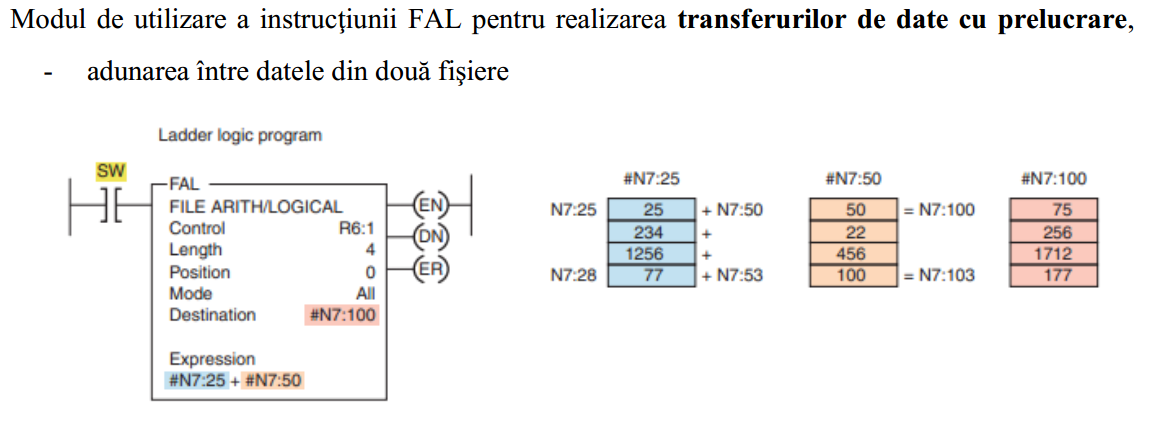 Modul de utilizare a instrucţiunii FAL pentru realizarea transferurilor de date cu prelucrare,
- adunarea între datele din două fişiere
Ladder logic program
SW
FAL
FILE ARITH/LOGICAL
Control R6:1
Length 4
Position 0
Mode All
Destination #N7:100
Expression
#N7:25 + #N7:50
EN
DN
ER
#N7:25 #N7:50 #N7:100
N7:25 25 + N7:50 50 = N7:100 75
234 + 22 256
1256 + 456 1712
N7:28 77 + N7:53 100 = N7:103 177